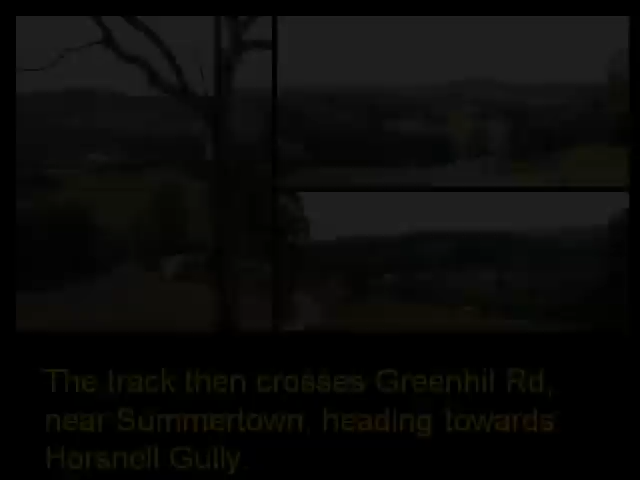 The track then crosses Greenhil Rd,
near Summertown, heading towards
Horsnell Gully.